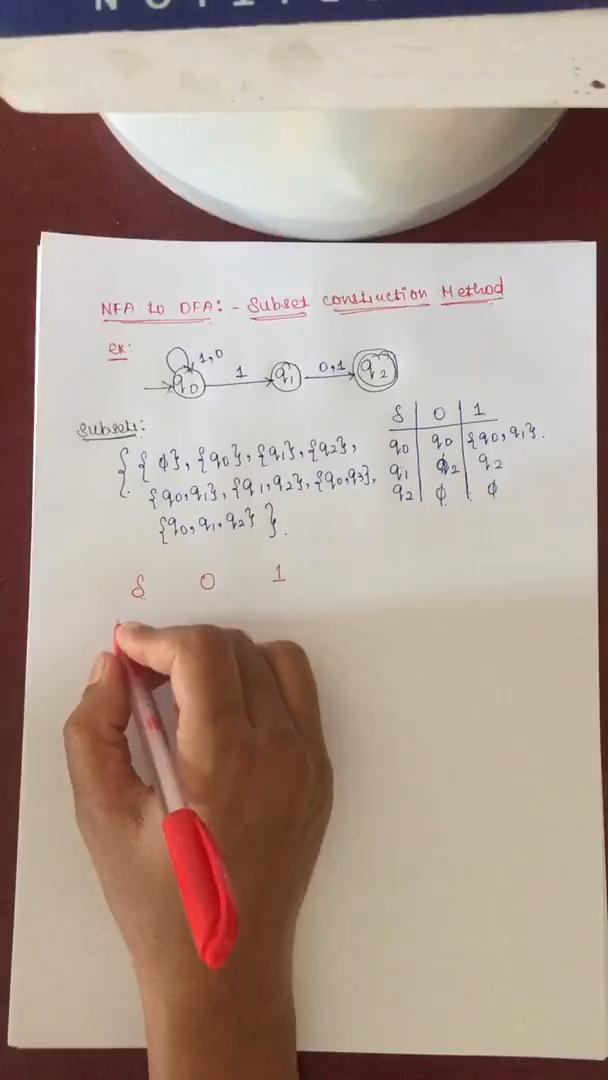 NFA to DFA:- Subset construction Method
ex:
1,0
q0 1 q1 0,1 q2
Subsets:
{ {ϕ}, {q0}, {q1}, {q2},
{q0,q1}, {q1,q2}, {q0,q3},
{q0,q1,q2} }.
δ 0 1
q0 q0 {q0,q1}.
q1 q2 q2
q2 ϕ ϕ
δ 0 1